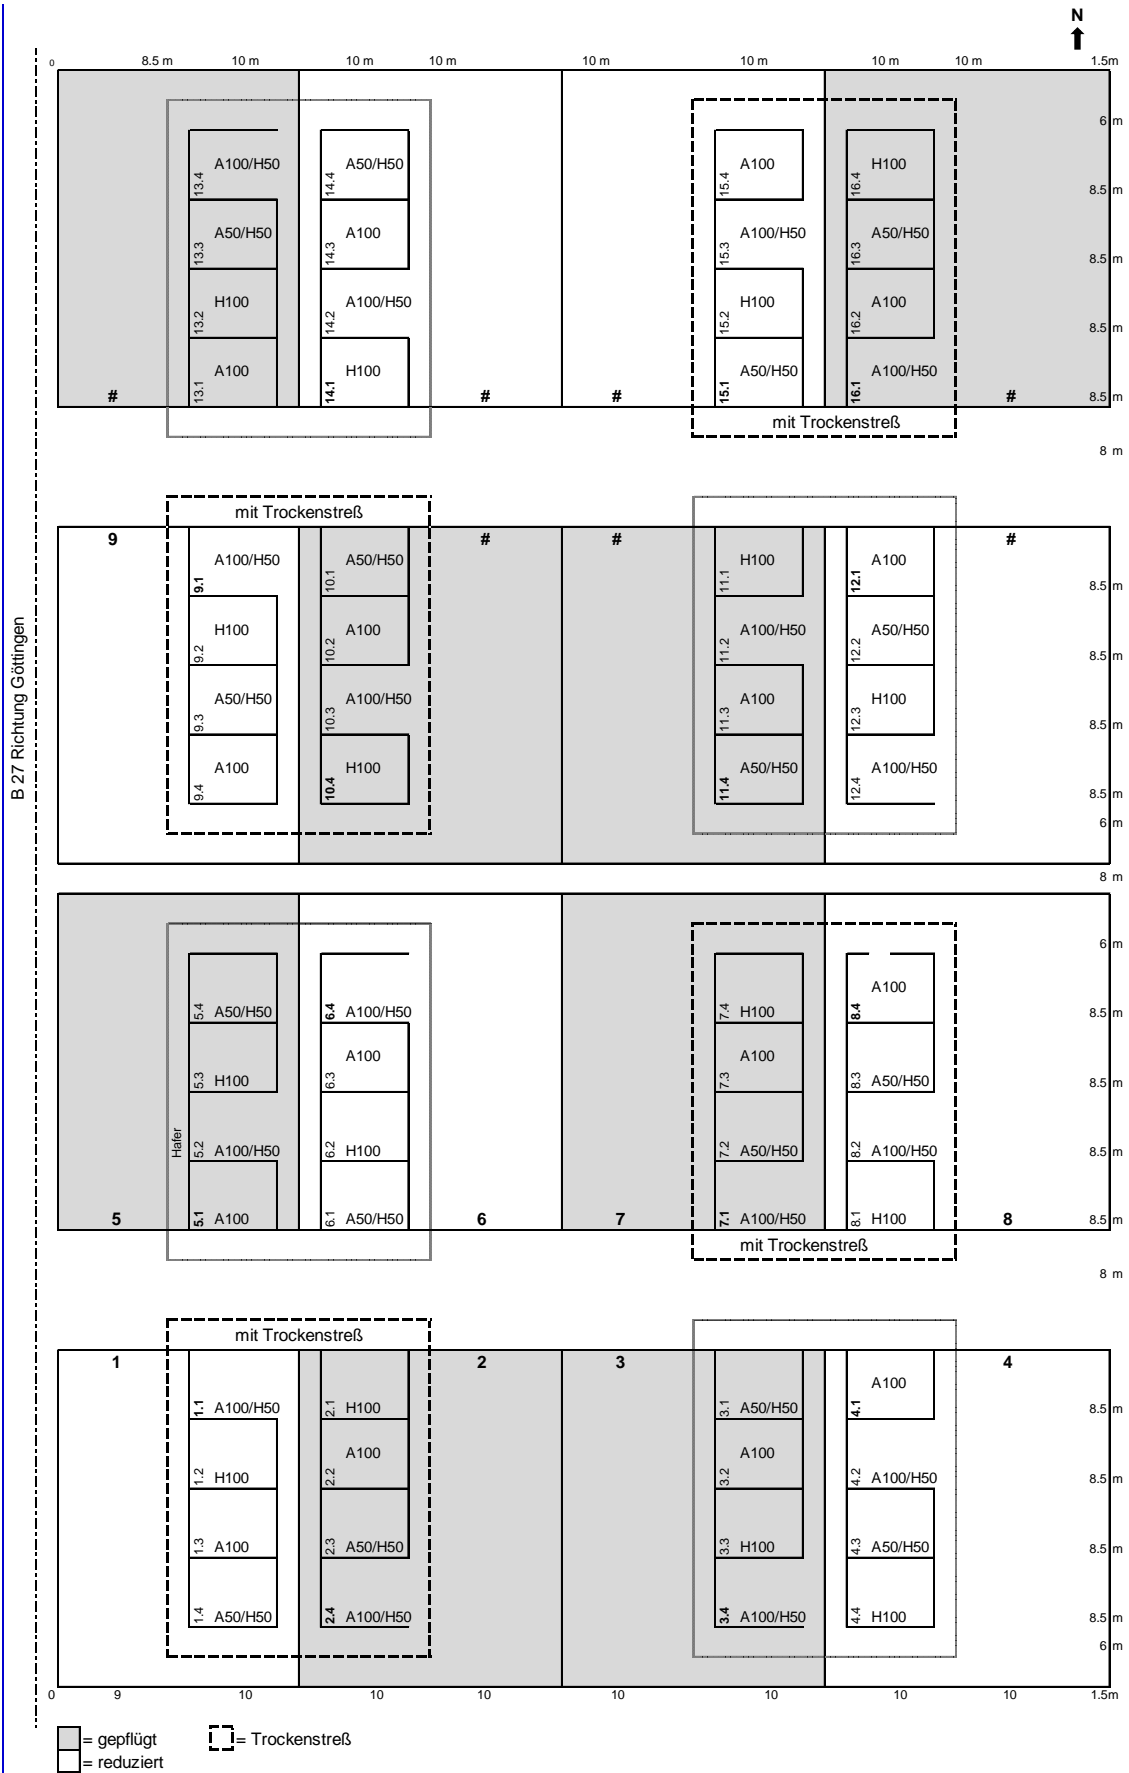 N
0 8.5 m 10 m 10 m 10 m 10 m 10 m 10 m 10 m 1.5m
6 m
13.4 A100/H50 14.4 A50/H50 15.4 A100 16.4 H100
8.5 m
13.3 A50/H50 14.3 A100 15.3 A100/H50 16.3 A50/H50
8.5 m
13.2 H100 14.2 A100/H50 15.2 H100 16.2 A100
8.5 m
13.1 A100 14.1 H100 15.1 A50/H50 16.1 A100/H50
# # # # 8.5 m
mit Trockenstreß
8 m
mit Trockenstreß
9 # # #
9.1 A100/H50 10.1 A50/H50 11.1 H100 12.1 A100
8.5 m
9.2 H100 10.2 A100 11.2 A100/H50 12.2 A50/H50
8.5 m
9.3 A50/H50 10.3 A100/H50 11.3 A100 12.3 H100
8.5 m
9.4 A100 10.4 H100 11.4 A50/H50 12.4 A100/H50
8.5 m
6 m
B 27 Richtung Göttingen
8 m
6 m
5.4 A50/H50 6.4 A100/H50 7.4 H100 8.4 A100
8.5 m
5.3 H100 6.3 A100 7.3 A100 8.3 A50/H50
8.5 m
Hafer
5.2 A100/H50 6.2 H100 7.2 A50/H50 8.2 A100/H50
8.5 m
5 5.1 A100 6.1 A50/H50 6 7 7.1 A100/H50 8.1 H100 8
8.5 m
mit Trockenstreß
8 m
mit Trockenstreß
1 2 3 4
1.1 A100/H50 2.1 H100 3.1 A50/H50 4.1 A100
8.5 m
1.2 H100 2.2 A100 3.2 A100 4.2 A100/H50
8.5 m
1.3 A100 2.3 A50/H50 3.3 H100 4.3 A50/H50
8.5 m
1.4 A50/H50 2.4 A100/H50 3.4 A100/H50 4.4 H100
8.5 m
6 m
0 9 10 10 10 10 10 10 10 1.5m
= gepflügt = Trockenstreß
= reduziert